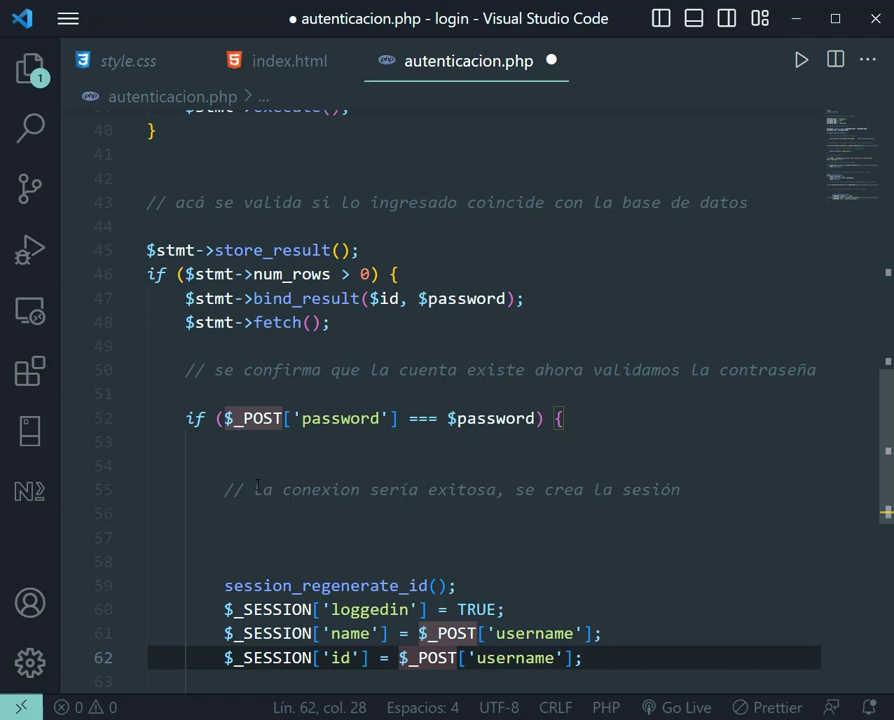 ● autenticacion.php - login - Visual Studio Code
style.css
index.html
autenticacion.php
autenticacion.php > ...
$stmt->execute();
40 }
41
42
43 // acá se valida si lo ingresado coincide con la base de datos
44
45 $stmt->store_result();
46 if ($stmt->num_rows > 0) {
47 $stmt->bind_result($id, $password);
48 $stmt->fetch();
49
50 // se confirma que la cuenta existe ahora validamos la contraseña
51
52 if ($_POST['password'] === $password) {
53
54
55 // la conexion sería exitosa, se crea la sesión
56
57
58
59 session_regenerate_id();
60 $_SESSION['loggedin'] = TRUE;
61 $_SESSION['name'] = $_POST['username'];
62 $_SESSION['id'] = $_POST['username'];
63
1
0 0 Lín. 62, col. 28 Espacios: 4 UTF-8 CRLF PHP Go Live Prettier